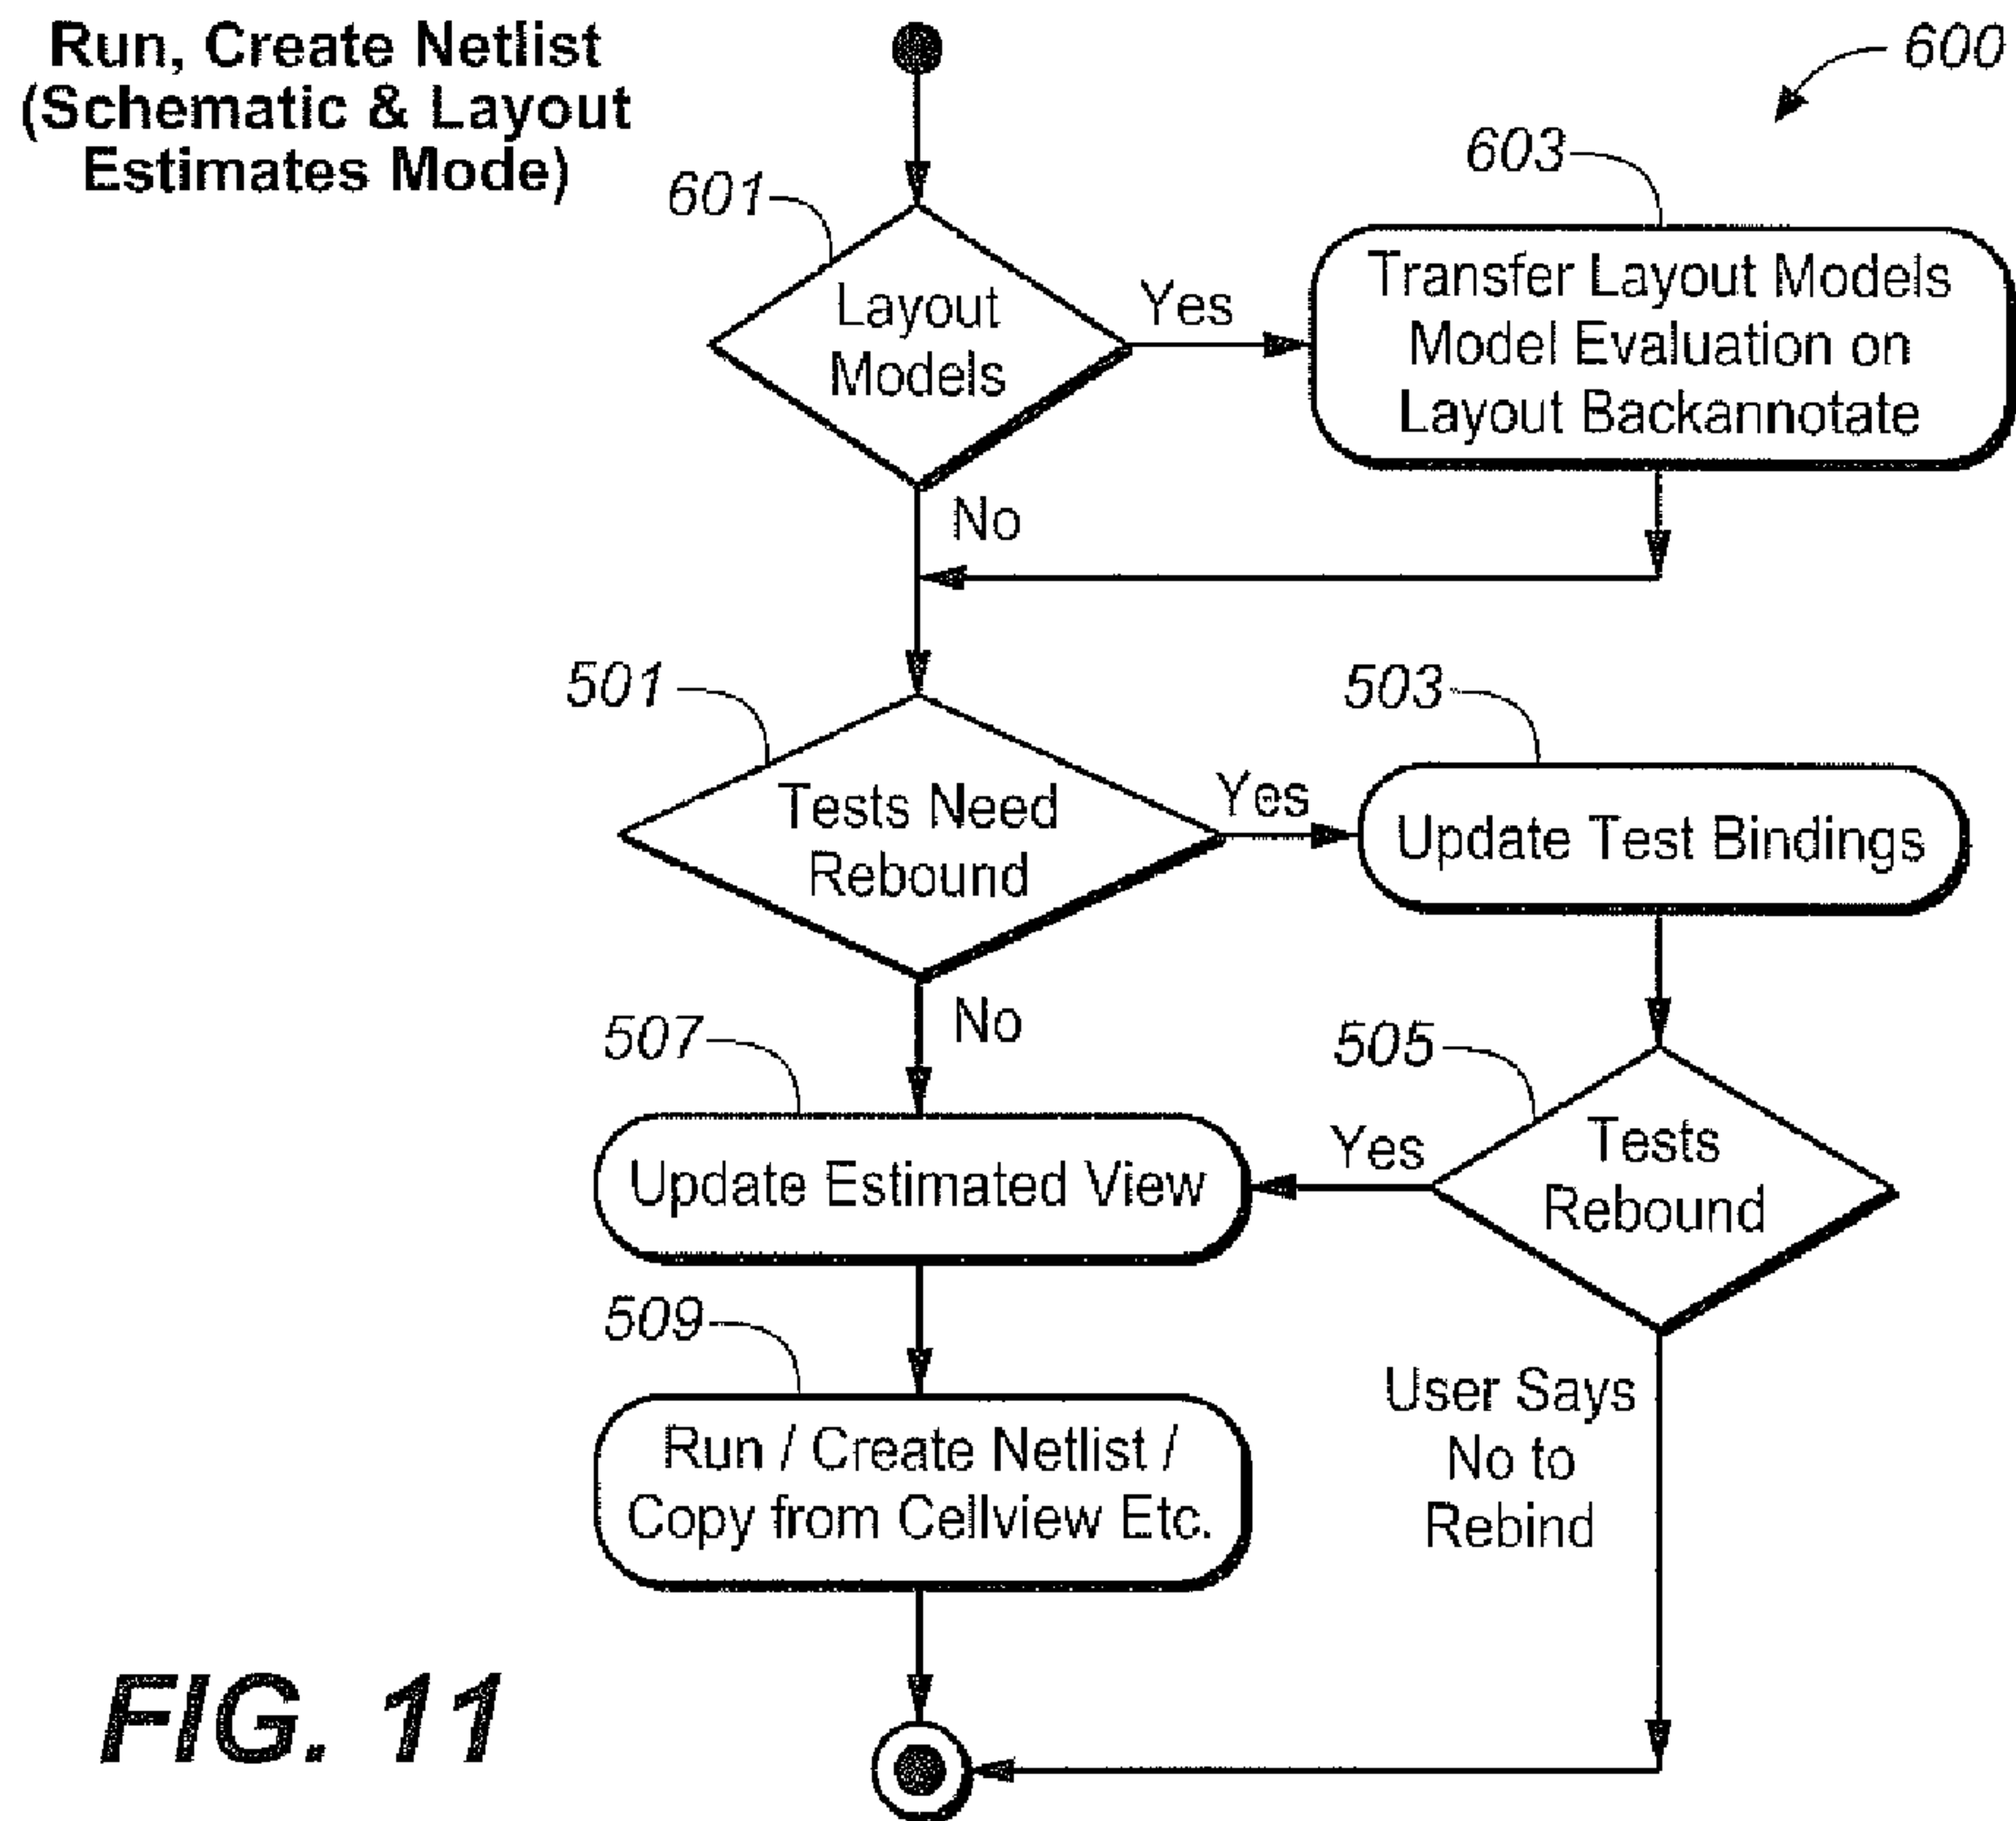 Run, Create Netlist
(Schematic & Layout
Estimates Mode)
600
601
603
Layout
Models
Yes
Transfer Layout Models
Model Evaluation on
Layout Backannotate
No
501
503
Tests Need
Rebound
Yes
Update Test Bindings
No
507
505
Update Estimated View
Yes
Tests
Rebound
509
Run / Create Netlist /
Copy from Cellview Etc.
User Says
No to
Rebind
FIG. 11